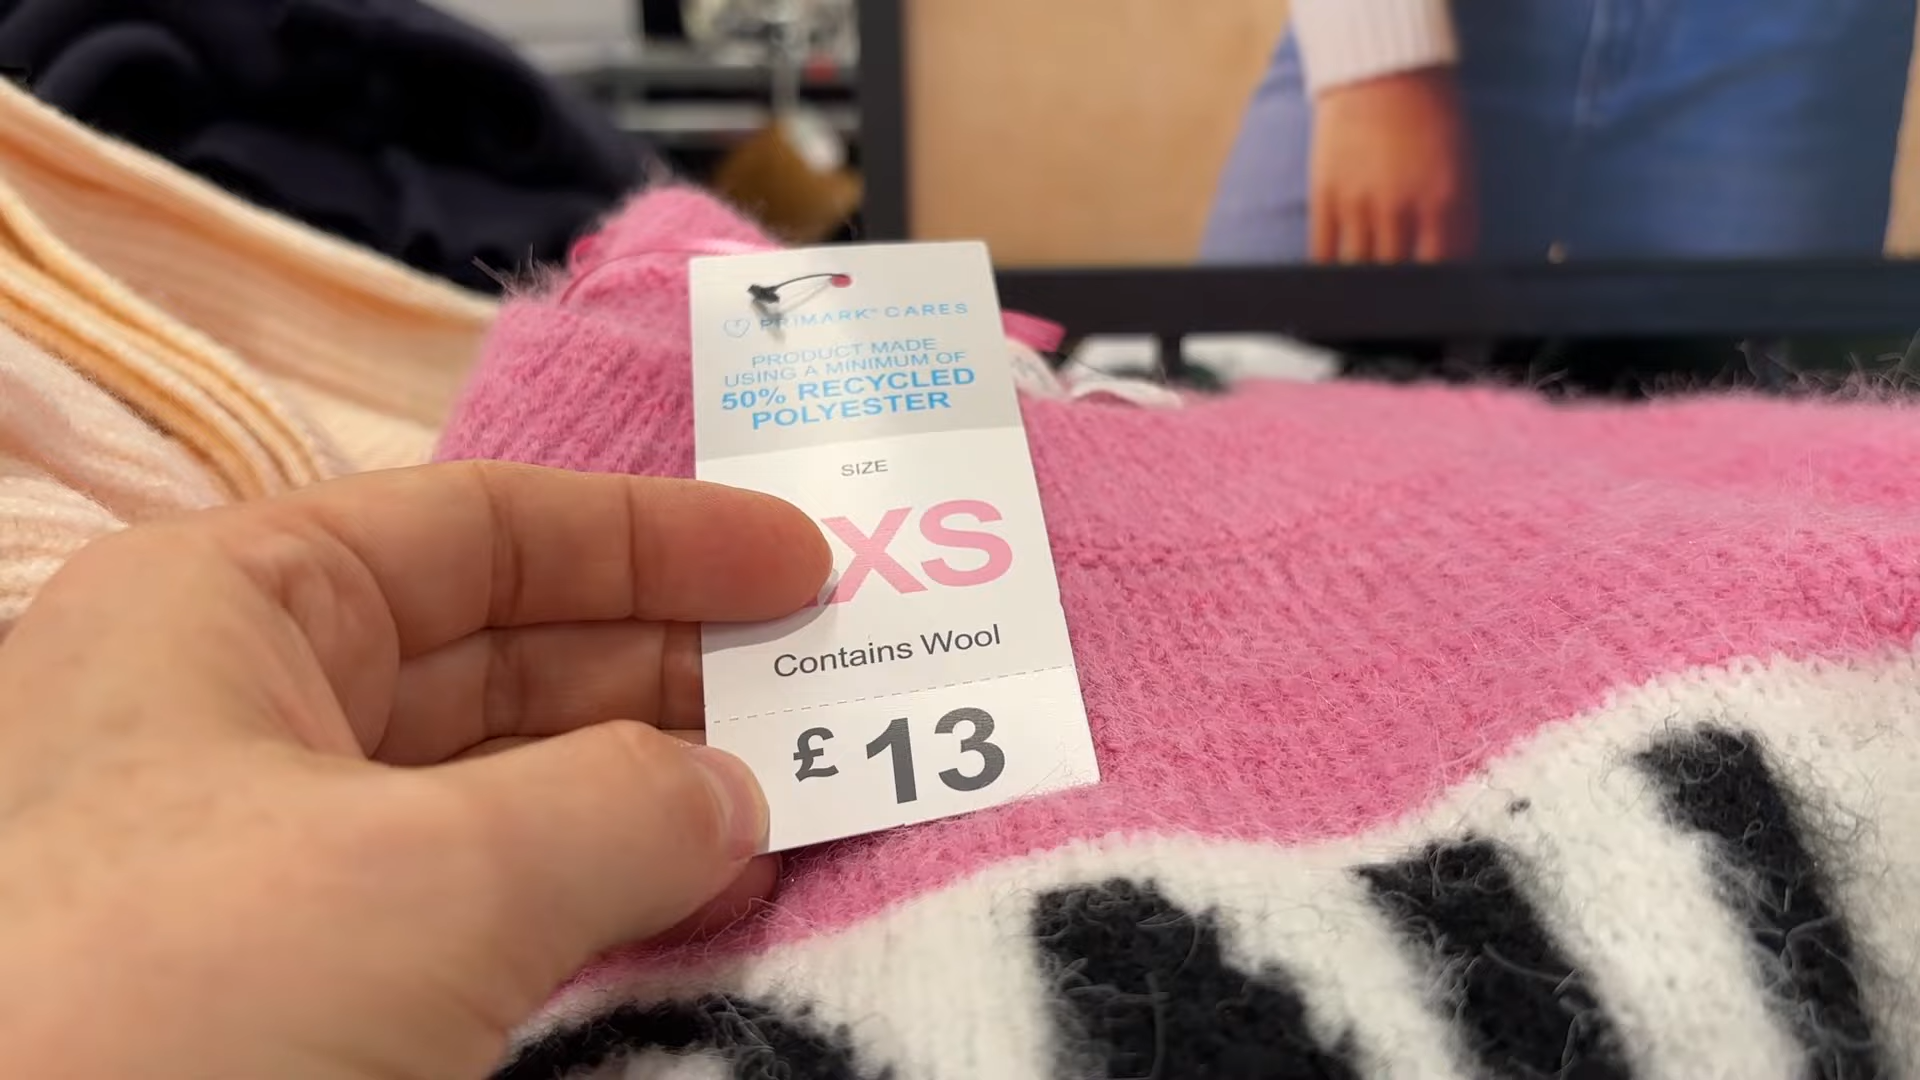 PRIMARK® CARES
PRODUCT MADE
USING A MINIMUM OF
50% RECYCLED
POLYESTER
SIZE
XS
Contains Wool
£13